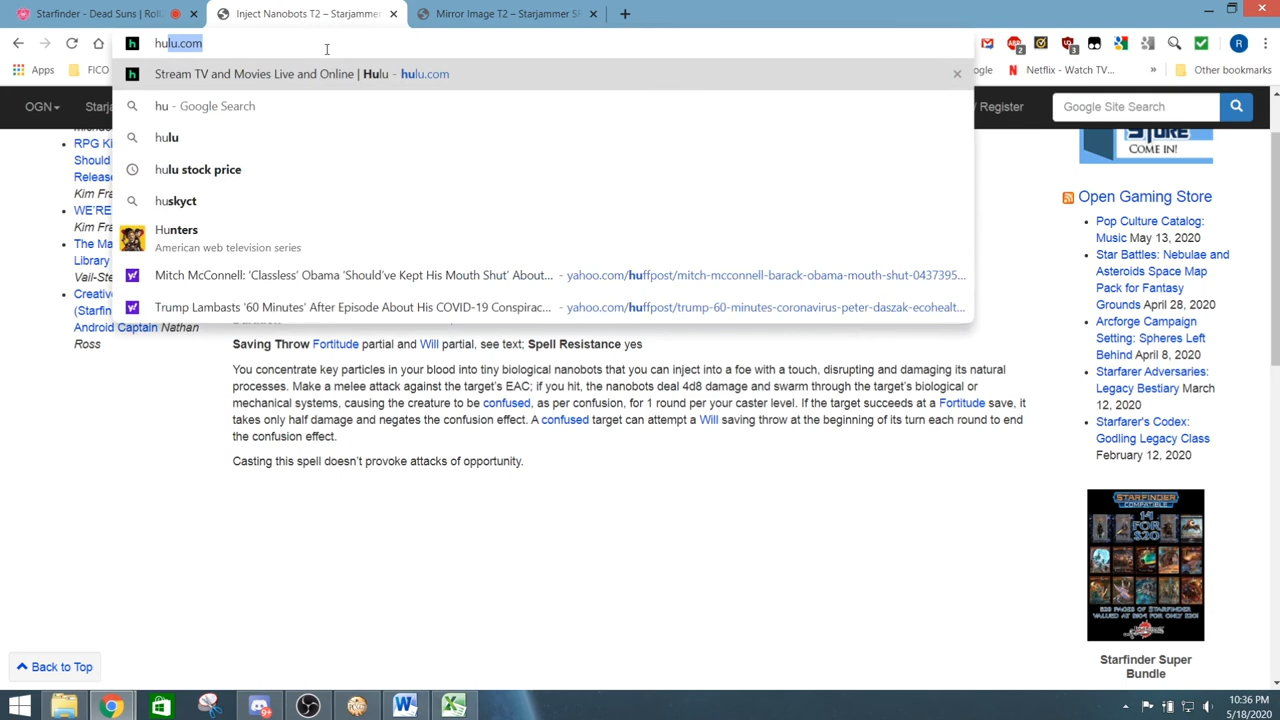 Starfinder - Dead Suns | Roll2
Inject Nanobots T2 – Starjammer
Mirror Image T2 – Starjammer SR
hulu.com
R
Stream TV and Movies Live and Online | Hulu - hulu.com
Apps
FICO
ogle
Netflix - Watch TV...
»
Other bookmarks
hu - Google Search
OGN
Starja
/ Register
Google Site Search
hulu
RPG Ki
Should
Release
Kim Fra
STORE
COME IN!
hulu stock price
huskyct
WE'RE
Kim Fra
Open Gaming Store
Hunters
American web television series
The Ma
Library
Vail-Ste
Pop Culture Catalog:
Music May 13, 2020
Star Battles: Nebulae and
Asteroids Space Map
Pack for Fantasy
Grounds April 28, 2020
Mitch McConnell: 'Classless' Obama 'Should've Kept His Mouth Shut' About... - yahoo.com/huffpost/mitch-mcconnell-barack-obama-mouth-shut-0437395...
Trump Lambasts '60 Minutes' After Episode About His COVID-19 Conspirac... - yahoo.com/huffpost/trump-60-minutes-coronavirus-peter-daszak-ecohealt...
Creative
(Starfin
Android Captain Nathan
Ross
Arcforge Campaign
Setting: Spheres Left
Behind April 8, 2020
Starfarer Adversaries:
Legacy Bestiary March
12, 2020
Starfarer's Codex:
Godling Legacy Class
February 12, 2020
Saving Throw Fortitude partial and Will partial, see text; Spell Resistance yes
You concentrate key particles in your blood into tiny biological nanobots that you can inject into a foe with a touch, disrupting and damaging its natural
processes. Make a melee attack against the target's EAC; if you hit, the nanobots deal 4d8 damage and swarm through the target's biological or
mechanical systems, causing the creature to be confused, as per confusion, for 1 round per your caster level. If the target succeeds at a Fortitude save, it
takes only half damage and negates the confusion effect. A confused target can attempt a Will saving throw at the beginning of its turn each round to end
the confusion effect.
Casting this spell doesn't provoke attacks of opportunity.
STARFINDER
COMPATIBLE
14
FOR
$20
Starfinder Super
Bundle
Back to Top
10:36 PM
5/18/2020